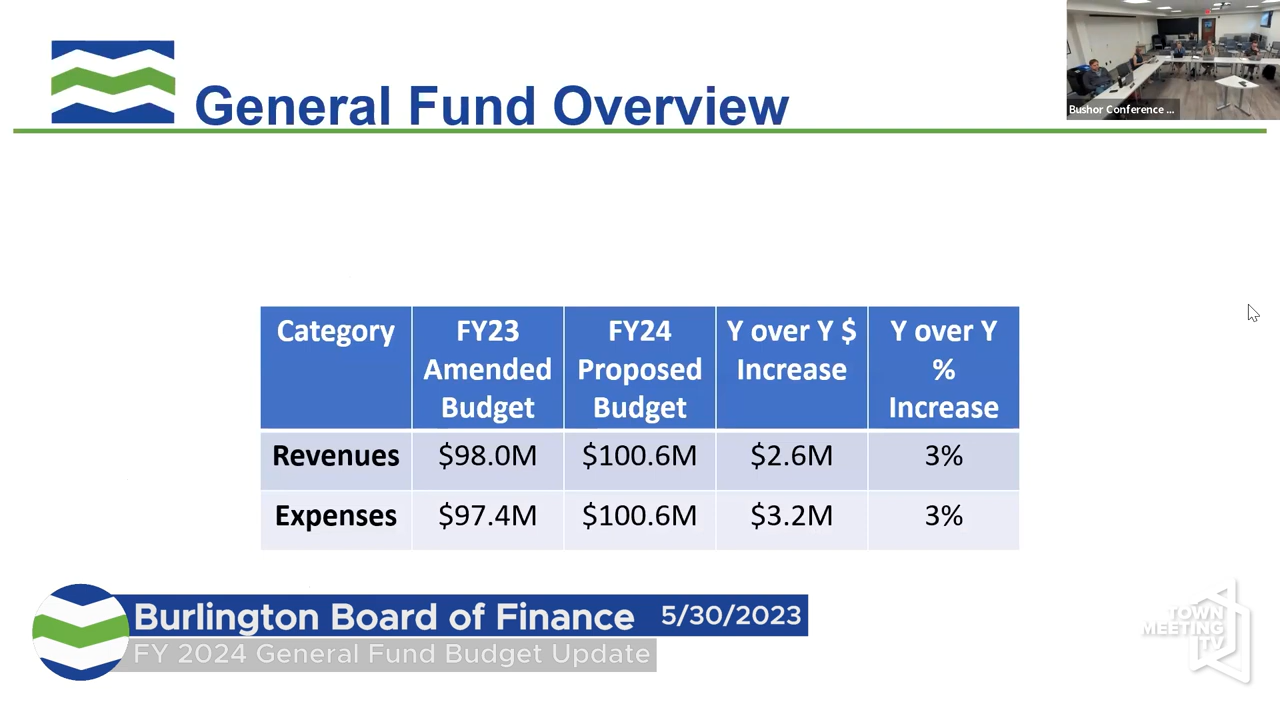 General Fund Overview
Bushor Conference ...
Category
FY23
Amended
Budget
FY24
Proposed
Budget
Y over Y $
Increase
Y over Y
%
Increase
Revenues $98.0M $100.6M $2.6M 3%
Expenses $97.4M $100.6M $3.2M 3%
Burlington Board of Finance 5/30/2023
FY 2024 General Fund Budget Update
TOWN
MEETING
TV